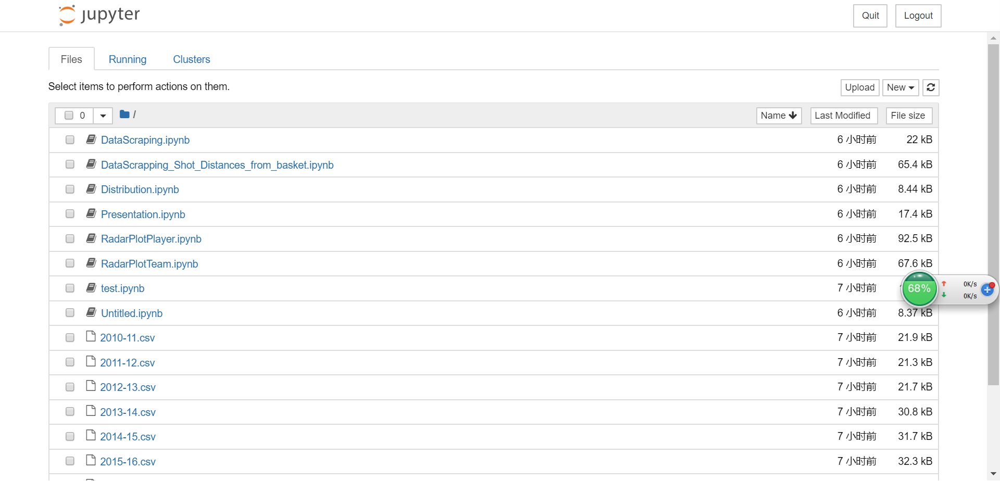 jupyter
Quit Logout
Files Running Clusters
Select items to perform actions on them.
Upload New
0 / Name Last Modified File size
DataScraping.ipynb 6 小时前 22 kB
DataScrapping_Shot_Distances_from_basket.ipynb 6 小时前 65.4 kB
Distribution.ipynb 6 小时前 8.44 kB
Presentation.ipynb 6 小时前 17.4 kB
RadarPlotPlayer.ipynb 6 小时前 92.5 kB
RadarPlotTeam.ipynb 6 小时前 67.6 kB
test.ipynb 7 小时前
68% 0K/s
0K/s
Untitled.ipynb 6 小时前 8.37 kB
2010-11.csv 7 小时前 21.9 kB
2011-12.csv 7 小时前 21.3 kB
2012-13.csv 7 小时前 21.7 kB
2013-14.csv 7 小时前 30.8 kB
2014-15.csv 7 小时前 31.7 kB
2015-16.csv 7 小时前 32.3 kB